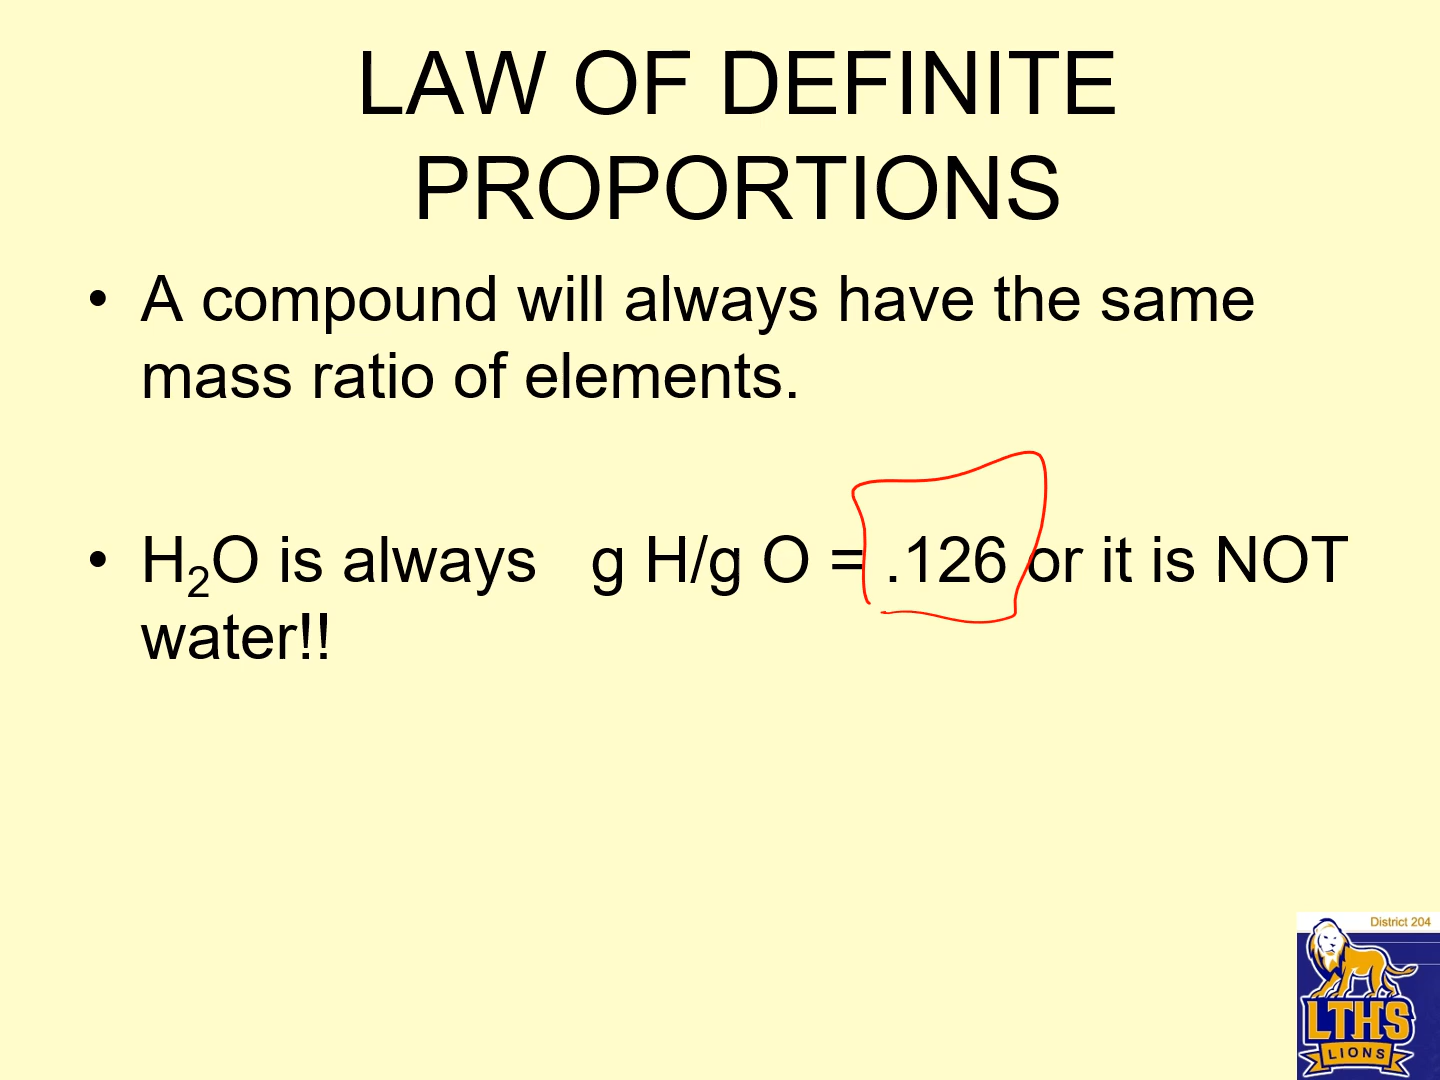 LAW OF DEFINITE
PROPORTIONS
• A compound will always have the same
mass ratio of elements.
• H₂O is always g H/g O = .126 or it is NOT
water!!
District 204
LTHS
LIONS